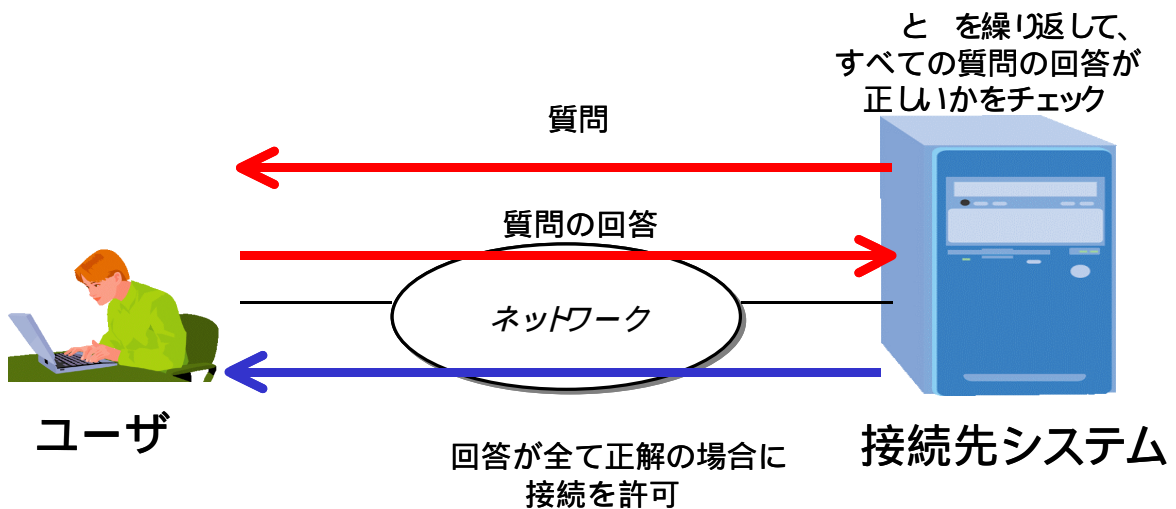 と を繰り返して、
すべての質問の回答が
正しいかをチェック
質問
質問の回答
ネットワーク
ユーザ
接続先システム
回答が全て正解の場合に
接続を許可